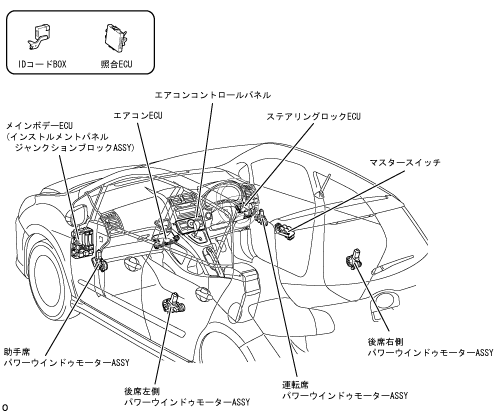 IDコードBOX
照合ECU
エアコンコントロールパネル
エアコンECU
ステアリングロックECU
メインボデーECU
(インストルメントパネル
ジャンクションブロックASSY)
マスタースイッチ
助手席
パワーウインドゥモーターASSY
後席左側
パワーウインドゥモーターASSY
運転席
パワーウインドゥモーターASSY
後席右側
パワーウインドゥモーターASSY
O